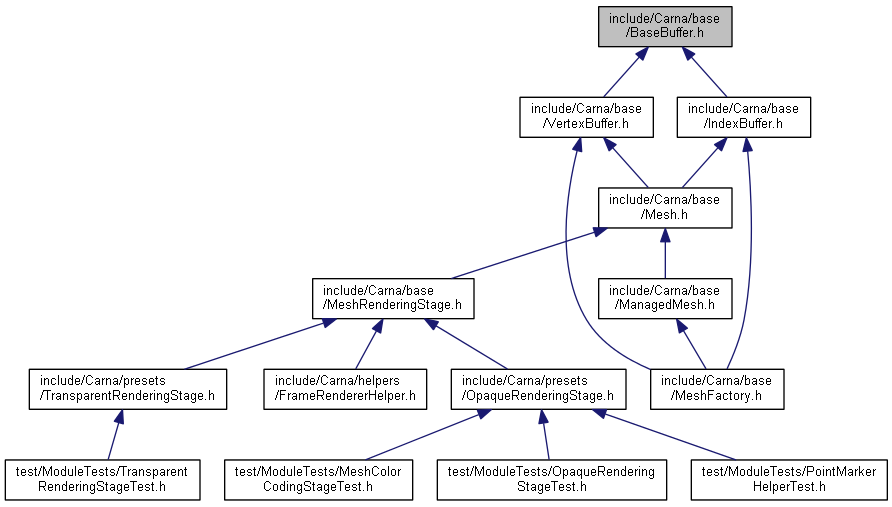 include/Carna/base
/BaseBuffer.h
include/Carna/base
/VertexBuffer.h
include/Carna/base
/IndexBuffer.h
include/Carna/base
/Mesh.h
include/Carna/base
/MeshRenderingStage.h
include/Carna/base
/ManagedMesh.h
include/Carna/presets
/TransparentRenderingStage.h
include/Carna/helpers
/FrameRendererHelper.h
include/Carna/presets
/OpaqueRenderingStage.h
include/Carna/base
/MeshFactory.h
test/ModuleTests/Transparent
RenderingStageTest.h
test/ModuleTests/MeshColor
CodingStageTest.h
test/ModuleTests/OpaqueRendering
StageTest.h
test/ModuleTests/PointMarker
HelperTest.h